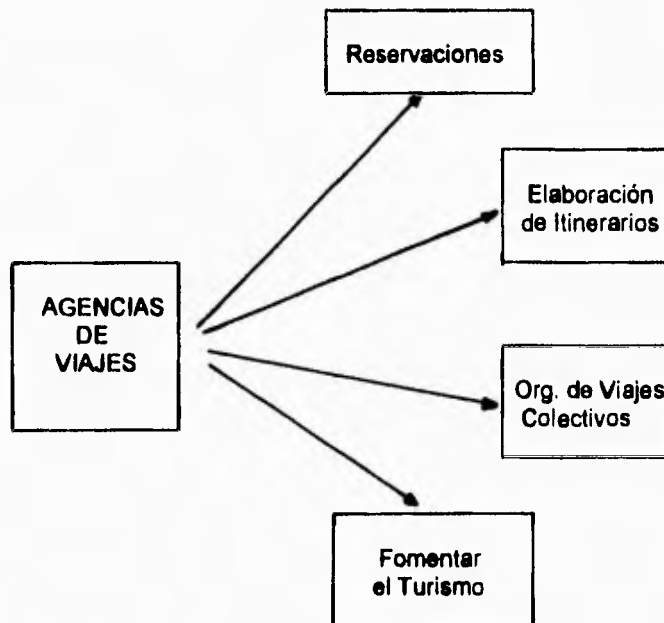 Reservaciones
Elaboración
de Itinerarios
AGENCIAS
DE
VIAJES
Org. de Viajes
Colectivos
Fomentar
el Turismo